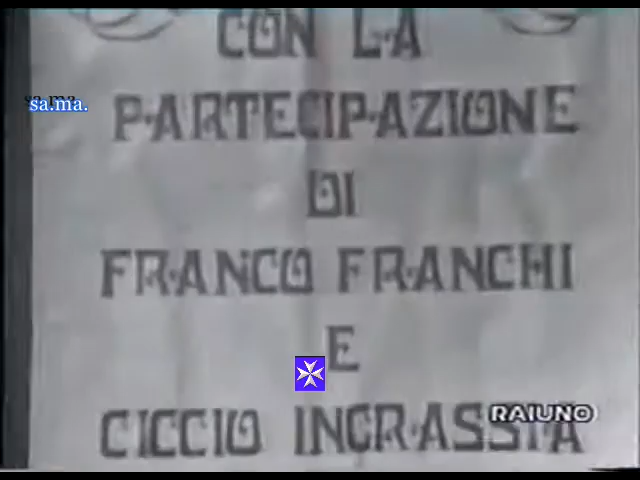 CON LA
sa.ma.
PARTECIPAZIONE
DI
FRANCO FRANCHI
E
CICCIO INGRASSIA
RAIUNO